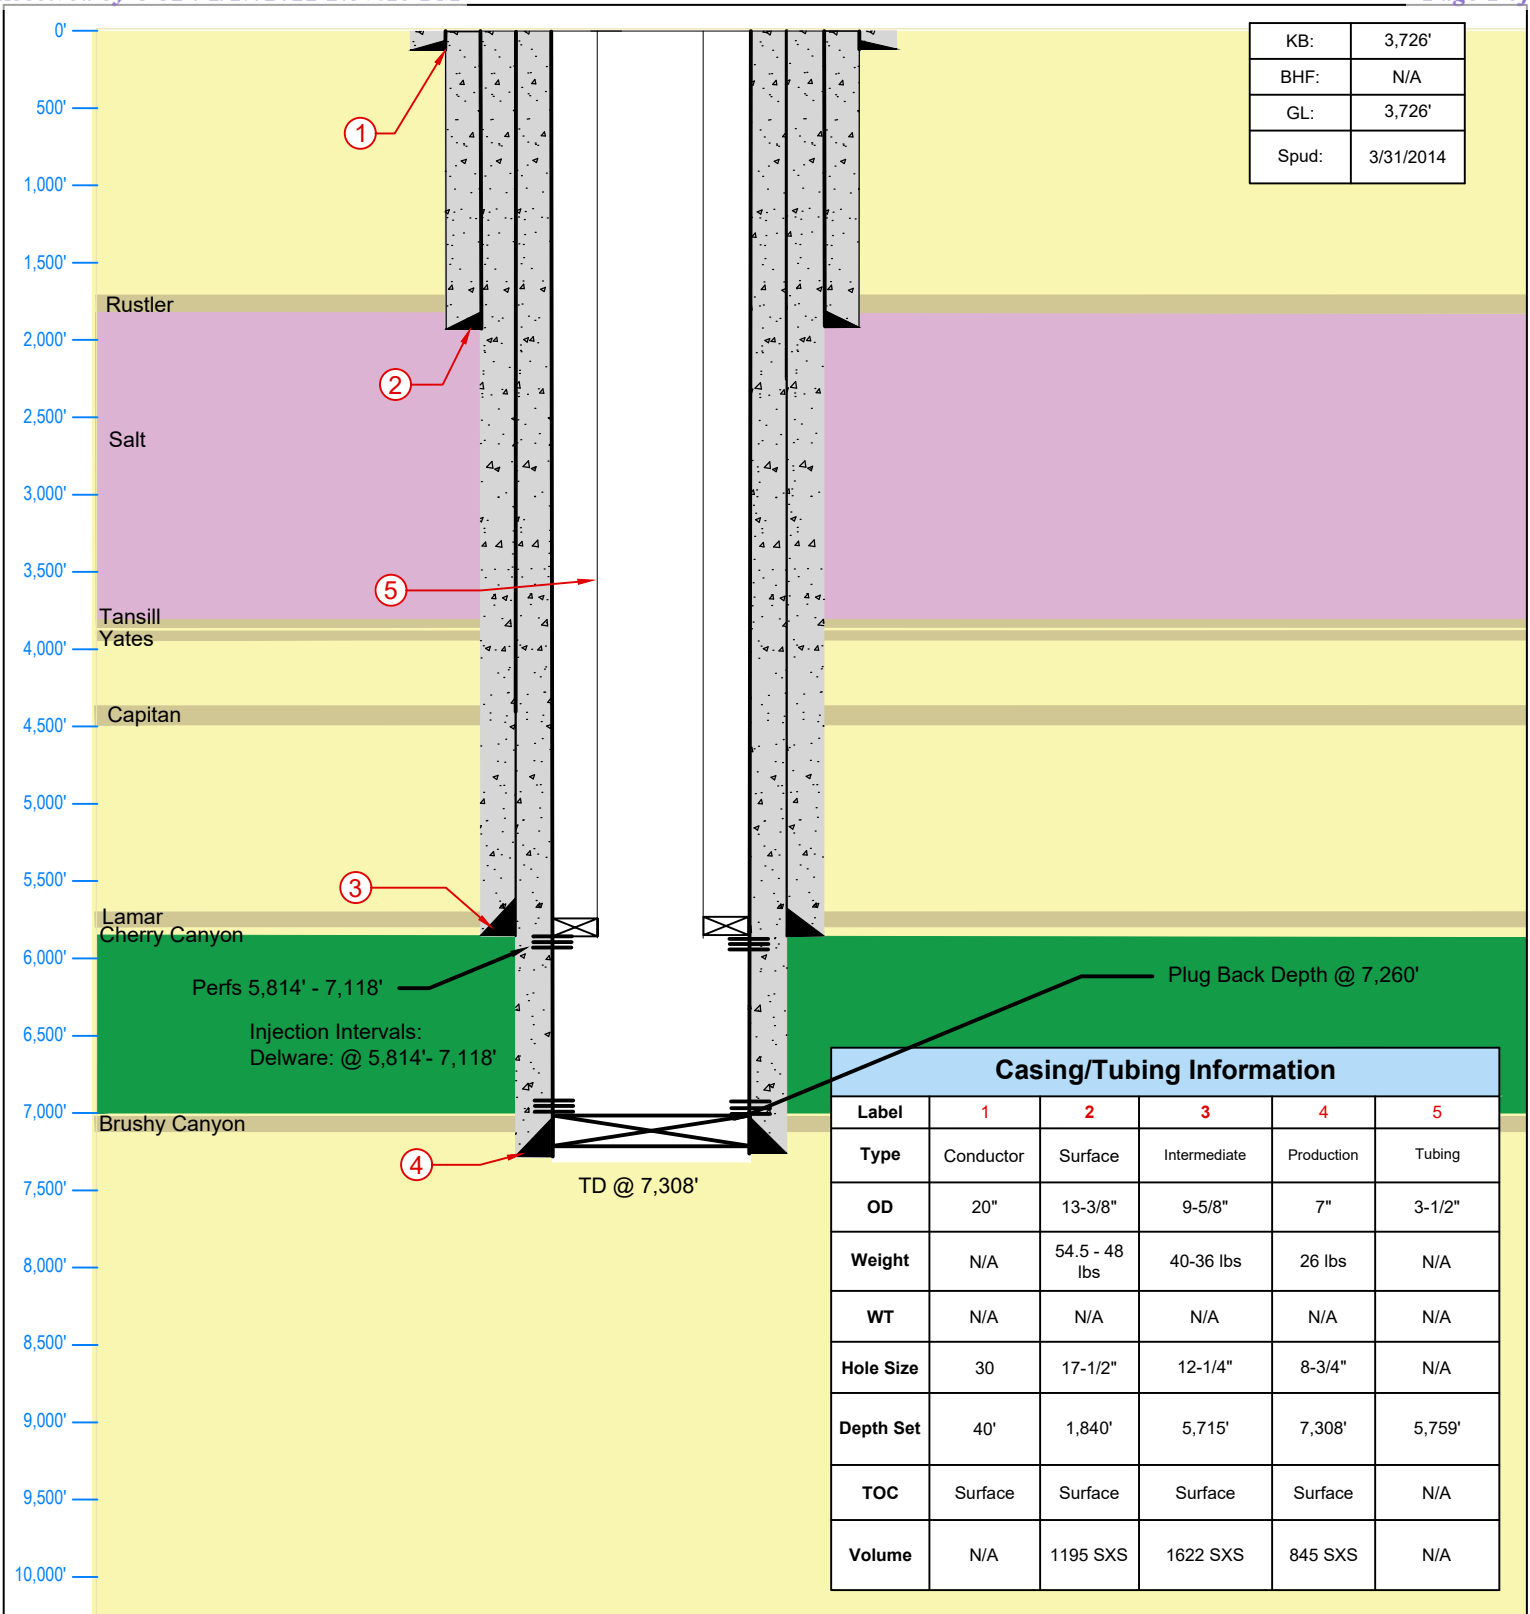 KB: 3,726'
BHF: N/A
GL: 3,726'
Spud: 3/31/2014
0'
500'
1
1,000'
1,500'
Rustler
2,000'
2
2,500'
Salt
3,000'
3,500'
5
Tansill
Yates
4,000'
Capitan
4,500'
5,000'
5,500'
3
Lamar
Cherry Canyon
6,000'
Perfs 5,814' - 7,118'
Plug Back Depth @ 7,260'
6,500'
Injection Intervals:
Delware: @ 5,814'- 7,118'
7,000'
Brushy Canyon
4
7,500'
TD @ 7,308'
8,000'
8,500'
9,000'
9,500'
10,000'
Casing/Tubing Information
Label 1 2 3 4 5
Type Conductor Surface Intermediate Production Tubing
OD 20" 13-3/8" 9-5/8" 7" 3-1/2"
Weight N/A 54.5 - 48 lbs 40-36 lbs 26 lbs N/A
WT N/A N/A N/A N/A N/A
Hole Size 30 17-1/2" 12-1/4" 8-3/4" N/A
Depth Set 40' 1,840' 5,715' 7,308' 5,759'
TOC Surface Surface Surface Surface N/A
Volume N/A 1195 SXS 1622 SXS 845 SXS N/A